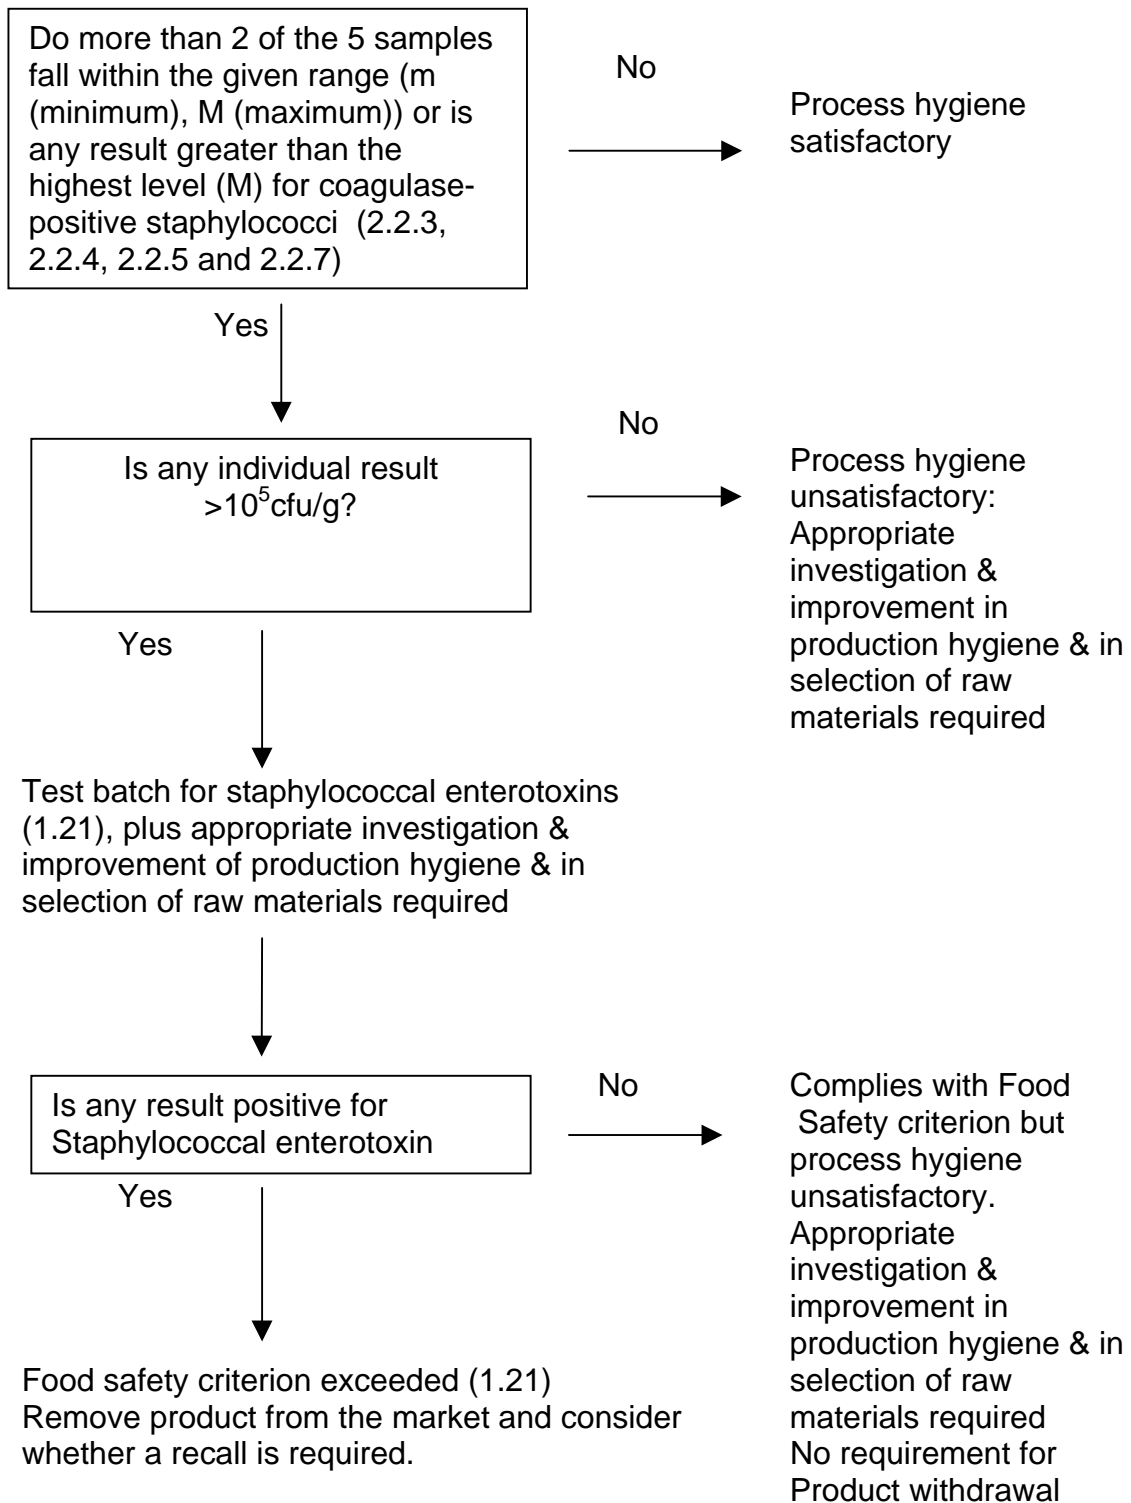 Do more than 2 of the 5 samples
fall within the given range (m
(minimum), M (maximum)) or is
any result greater than the
highest level (M) for coagulase-
positive staphylococci (2.2.3,
2.2.4, 2.2.5 and 2.2.7)
No
Process hygiene
satisfactory
Yes
Is any individual result
>10⁵cfu/g?
No
Process hygiene
unsatisfactory:
Appropriate
investigation &
improvement in
production hygiene & in
selection of raw
materials required
Yes
Test batch for staphylococcal enterotoxins
(1.21), plus appropriate investigation &
improvement of production hygiene & in
selection of raw materials required
Is any result positive for
Staphylococcal enterotoxin
No
Complies with Food
Safety criterion but
process hygiene
unsatisfactory.
Appropriate
investigation &
improvement in
production hygiene & in
selection of raw
materials required
No requirement for
Product withdrawal
Yes
Food safety criterion exceeded (1.21)
Remove product from the market and consider
whether a recall is required.